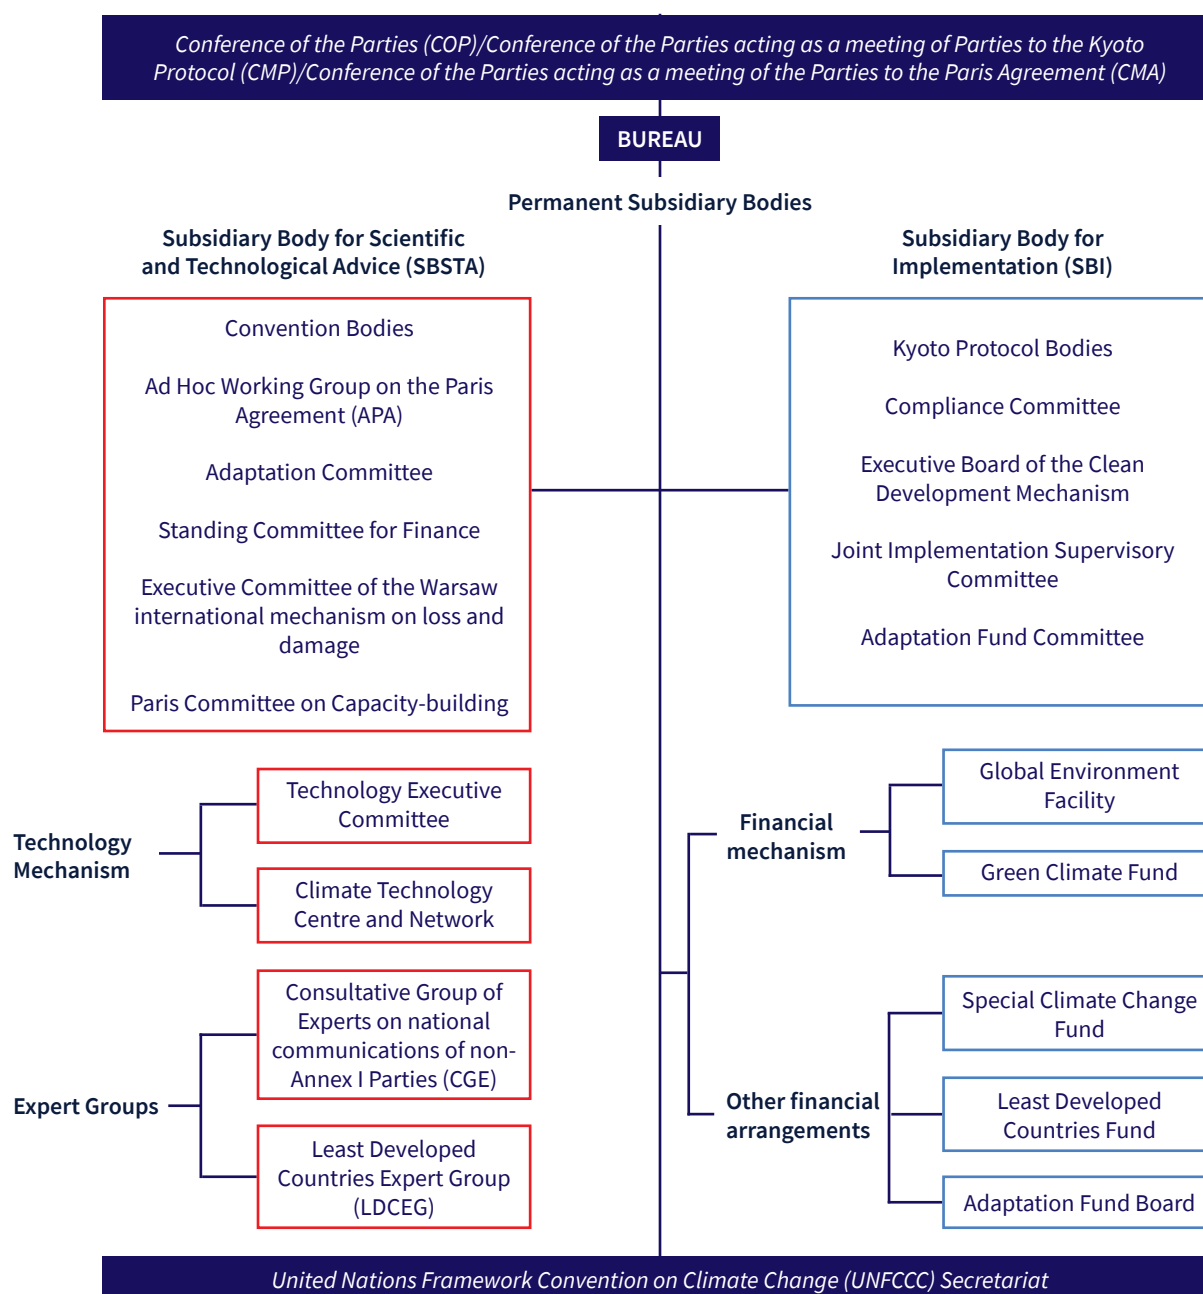 Conference of the Parties (COP)/Conference of the Parties acting as a meeting of Parties to the Kyoto
Protocol (CMP)/Conference of the Parties acting as a meeting of the Parties to the Paris Agreement (CMA)
BUREAU
Permanent Subsidiary Bodies
Subsidiary Body for Scientific
and Technological Advice (SBSTA)
Convention Bodies
Ad Hoc Working Group on the Paris
Agreement (APA)
Adaptation Committee
Standing Committee for Finance
Executive Committee of the Warsaw
international mechanism on loss and
damage
Paris Committee on Capacity-building
Subsidiary Body for
Implementation (SBI)
Kyoto Protocol Bodies
Compliance Committee
Executive Board of the Clean
Development Mechanism
Joint Implementation Supervisory
Committee
Adaptation Fund Committee
Technology
Mechanism
Technology Executive
Committee
Climate Technology
Centre and Network
Expert Groups
Consultative Group of
Experts on national
communications of non-
Annex I Parties (CGE)
Least Developed
Countries Expert Group
(LDCEG)
Financial
mechanism
Global Environment
Facility
Green Climate Fund
Other financial
arrangements
Special Climate Change
Fund
Least Developed
Countries Fund
Adaptation Fund Board
United Nations Framework Convention on Climate Change (UNFCCC) Secretariat